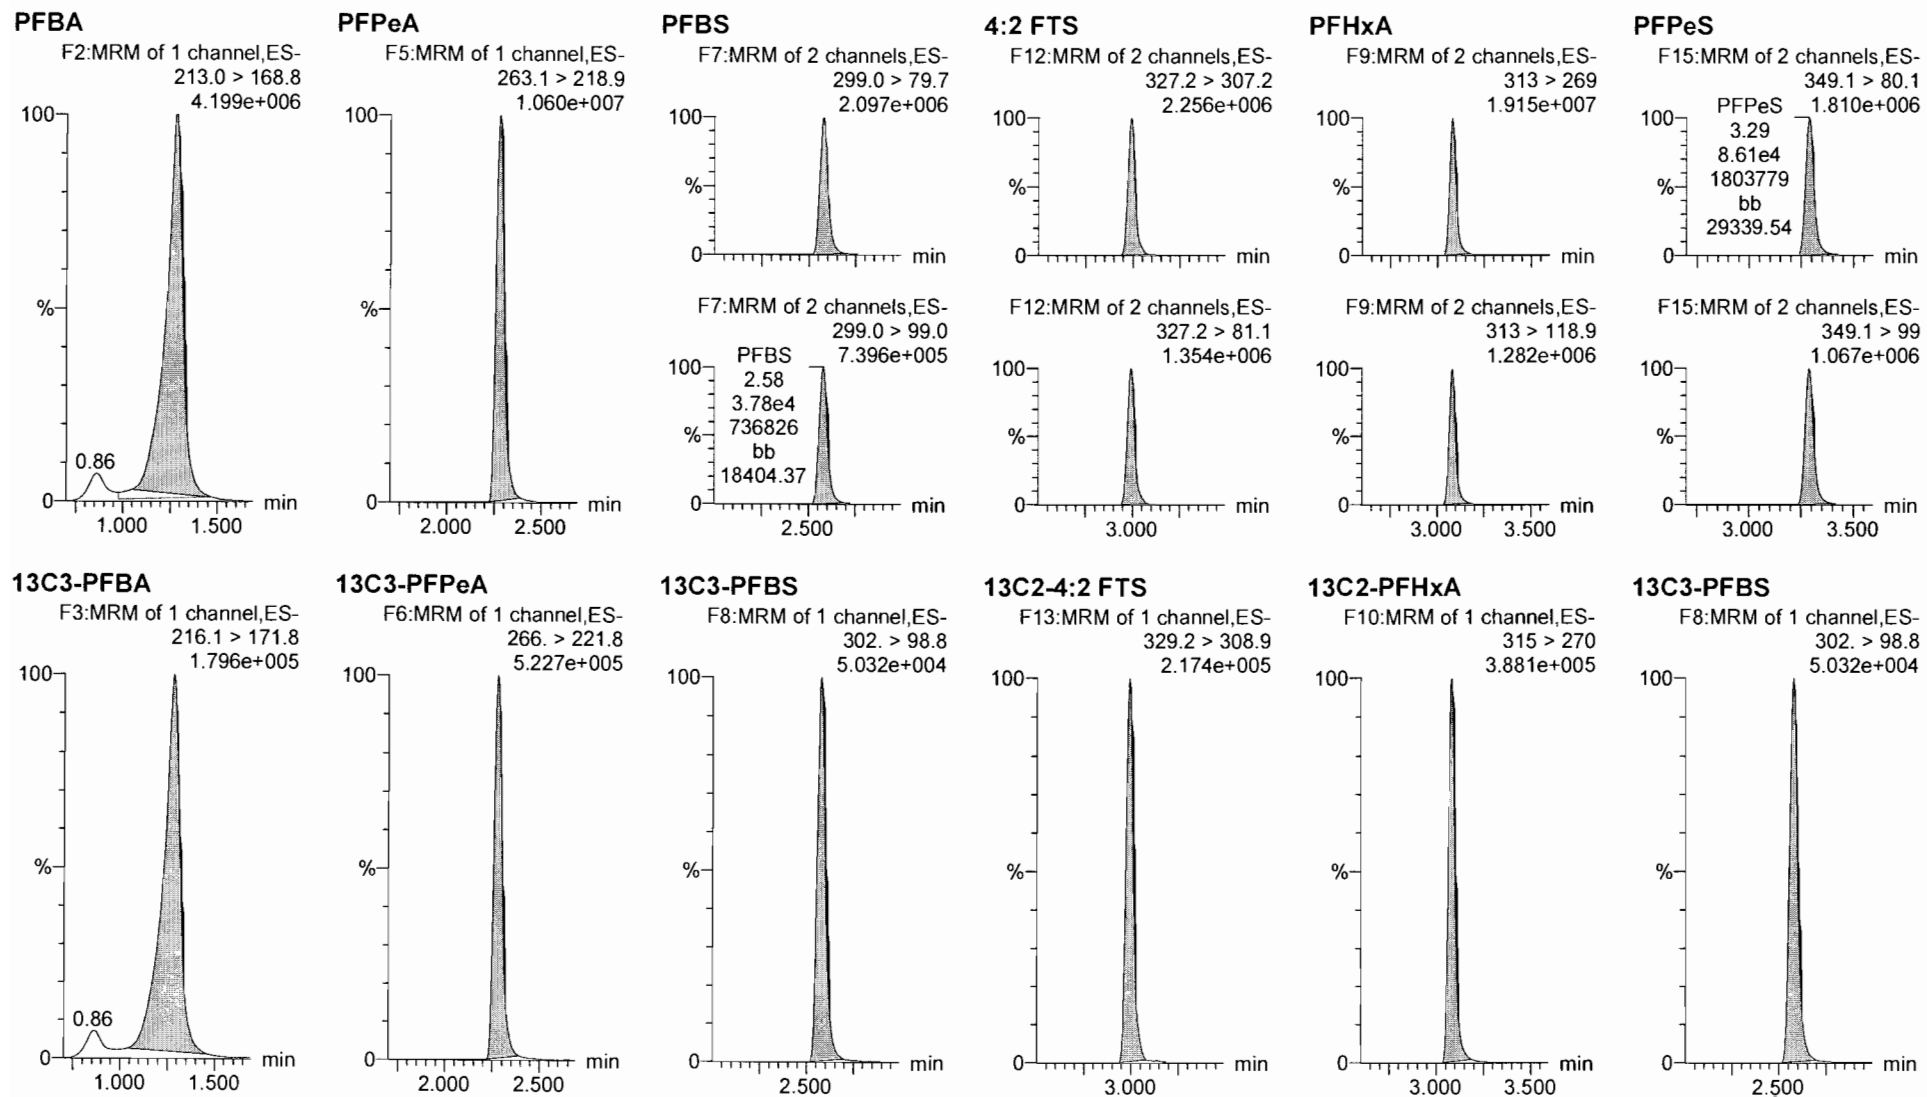 PFBA
F2:MRM of 1 channel,ES-
213.0 > 168.8
4.199e+006
100
%
0.86
0
min
1.000 1.500
PFPeA
F5:MRM of 1 channel,ES-
263.1 > 218.9
1.060e+007
100
%
0
min
2.000 2.500
PFBS
F7:MRM of 2 channels,ES-
299.0 > 79.7
2.097e+006
100
%
0
min
F7:MRM of 2 channels,ES-
299.0 > 99.0
7.396e+005
PFBS
2.58
3.78e4
736826
bb
18404.37
100
%
0
min
2.500
4:2 FTS
F12:MRM of 2 channels,ES-
327.2 > 307.2
2.256e+006
100
%
0
min
F12:MRM of 2 channels,ES-
327.2 > 81.1
1.354e+006
100
%
0
min
3.000
PFHxA
F9:MRM of 2 channels,ES-
313 > 269
1.915e+007
100
%
0
min
F9:MRM of 2 channels,ES-
313 > 118.9
1.282e+006
100
%
0
min
3.000 3.500
PFPeS
F15:MRM of 2 channels,ES-
349.1 > 80.1
1.810e+006
PFPeS
3.29
8.61e4
1803779
bb
29339.54
100
%
0
min
F15:MRM of 2 channels,ES-
349.1 > 99
1.067e+006
100
%
0
min
3.000 3.500
13C3-PFBA
F3:MRM of 1 channel,ES-
216.1 > 171.8
1.796e+005
100
%
0.86
0
min
1.000 1.500
13C3-PFPeA
F6:MRM of 1 channel,ES-
266. > 221.8
5.227e+005
100
%
0
min
2.000 2.500
13C3-PFBS
F8:MRM of 1 channel,ES-
302. > 98.8
5.032e+004
100
%
0
min
2.500
13C2-4:2 FTS
F13:MRM of 1 channel,ES-
329.2 > 308.9
2.174e+005
100
%
0
min
3.000
13C2-PFHxA
F10:MRM of 1 channel,ES-
315 > 270
3.881e+005
100
%
0
min
3.000 3.500
13C3-PFBS
F8:MRM of 1 channel,ES-
302. > 98.8
5.032e+004
100
%
0
min
2.500